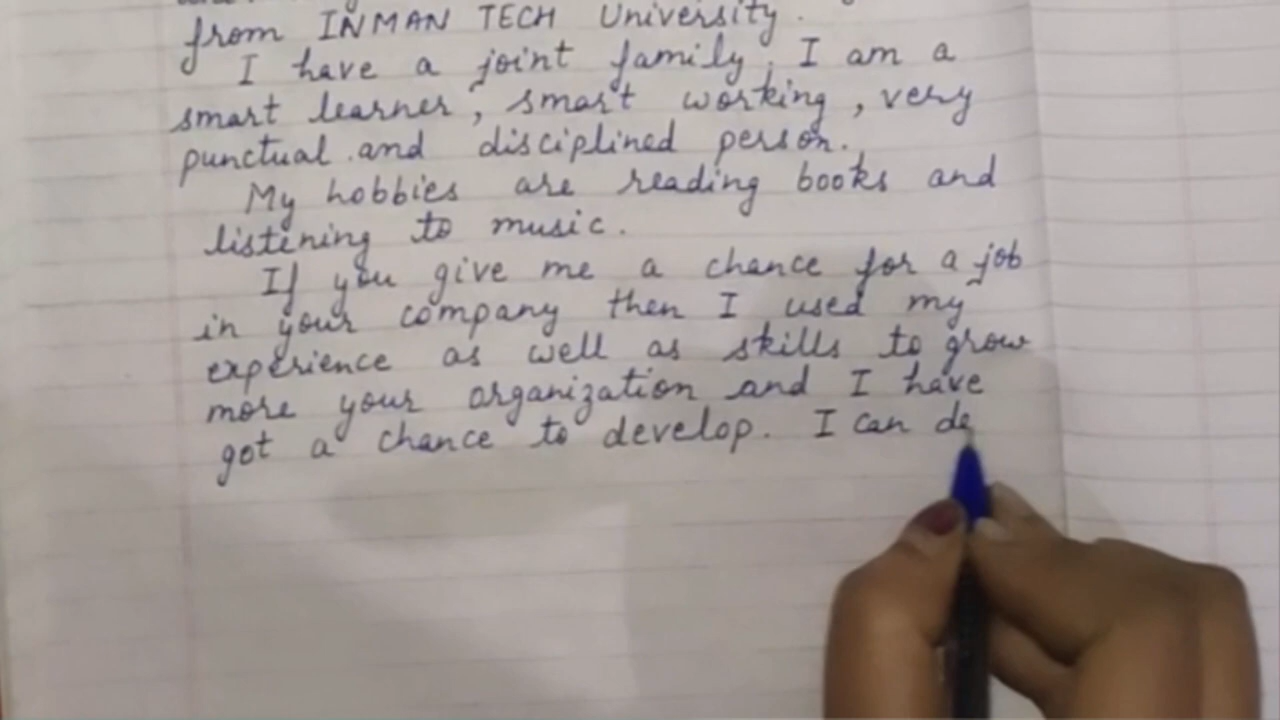 from INMAN TECH University.
I have a joint family. I am a
smart learner, smart working, very
punctual and disciplined person.
My hobbies are reading books and
listening to music.
If you give me a chance for a job
in your company then I used my
experience as well as skills to grow
more your organization and I have
got a chance to develop. I can de